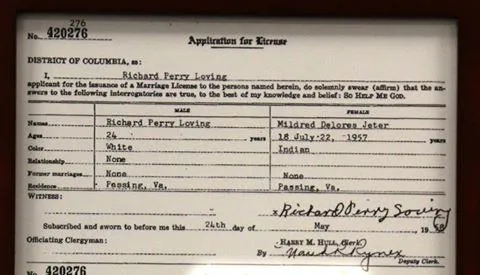 276
No. 420276
Application for License
DISTRICT OF COLUMBIA, ss:
I, Richard Perry Loving
applicant for the issuance of a Marriage License to the persons named herein, do solemnly swear (affirm) that the an-
swers to the following interrogatories are true, to the best of my knowledge and belief: SO HELP ME GOD.
MALE FEMALE
Names Richard Perry Loving Mildred Delores Jeter
Ages 24 years 18 July 22, 1957 years
Color White Indian
Relationship None
Former marriages None None
Residence Passing, Va. Passing, Va.
WITNESS:
x Richard Perry Loving
Subscribed and sworn to before me this 24th day of May 1958
Officiating Clergyman: HARRY M. HULL, Clerk.
By
Deputy Clerk.
No. 420276